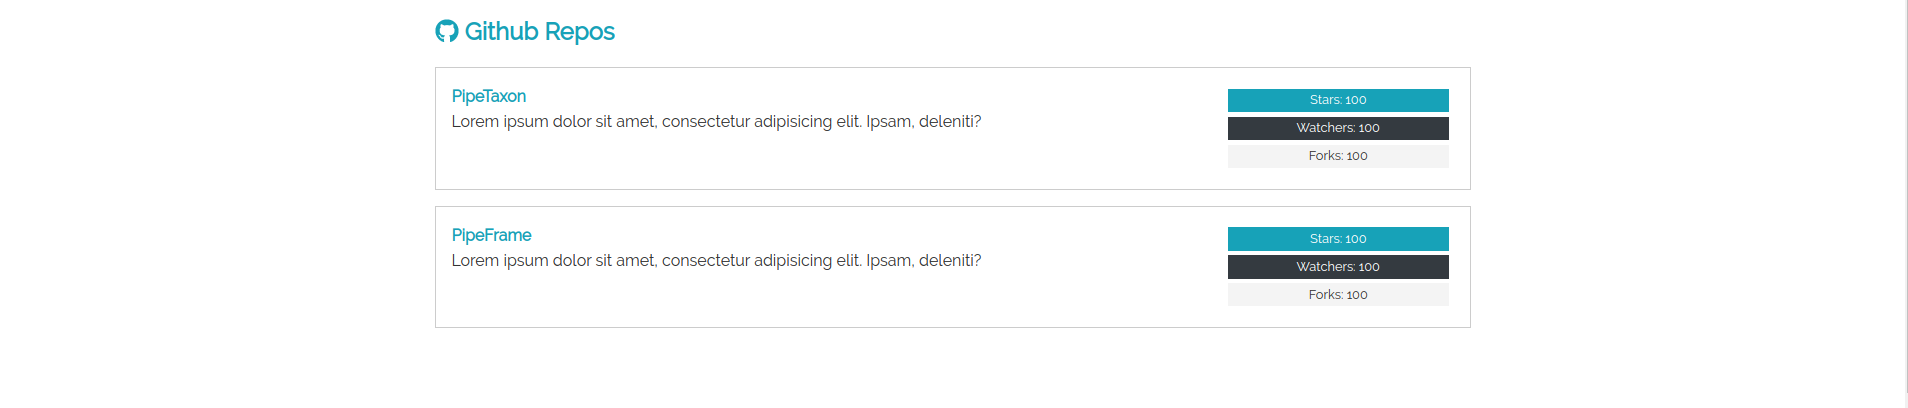 Github Repos
PipeTaxon
Lorem ipsum dolor sit amet, consectetur adipisicing elit. Ipsam, deleniti?
Stars: 100
Watchers: 100
Forks: 100
PipeFrame
Lorem ipsum dolor sit amet, consectetur adipisicing elit. Ipsam, deleniti?
Stars: 100
Watchers: 100
Forks: 100